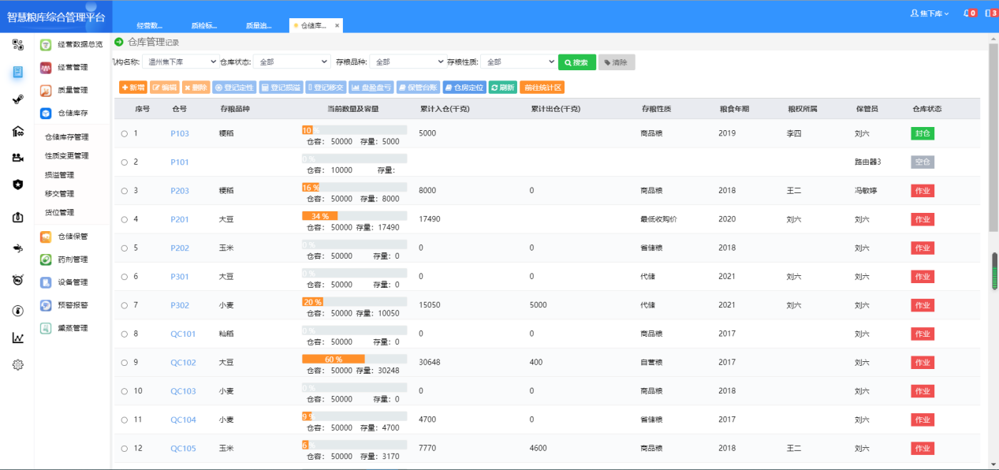 智慧粮库综合管理平台
经营数... 质检标... 质量追... 仓储库... × 焦下库 0 3
经营数据总览
经营管理
质量管理
仓储库存
仓储库存管理
性质变更管理
损溢管理
移交管理
货位管理
仓储保管
药剂管理
设备管理
预警报警
熏蒸管理
仓库管理记录
机构名称: 温州焦下库 仓库状态: 全部 存粮品种: 全部 存粮性质: 全部 搜索 清除
新增 编辑 删除 登记定性 登记损溢 登记移交 盘盈盘亏 保管台账 仓房定位 刷新 前往统计区
序号 仓号 存粮品种 当前数量及容量 累计入仓(千克) 累计出仓(千克) 存粮性质 粮食年期 粮权所属 保管员 仓库状态
1 P103 粳稻 10 % 5000 商品粮 2019 李四 刘六 封仓
仓容: 50000 存量: 5000
2 P101 0 % 路由器3 空仓
仓容: 10000 存量:
3 P203 粳稻 16 % 8000 0 商品粮 2018 王二 冯敏婷 作业
仓容: 50000 存量: 8000
4 P201 大豆 34 % 17490 最低收购价 2020 刘六 刘六 作业
仓容: 50000 存量: 17490
5 P202 玉米 0 % 0 0 省储粮 2018 刘六 作业
仓容: 50000 存量: 0
6 P301 大豆 0 % 0 0 代储 2021 刘六 刘六 作业
仓容: 50000 存量: 0
7 P302 小麦 20 % 15050 5000 代储 2021 刘六 刘六 作业
仓容: 50000 存量: 10050
8 QC101 籼稻 0 % 0 0 商品粮 2017 刘六 作业
仓容: 50000 存量: 0
9 QC102 大豆 60 % 30648 400 自营粮 2017 刘六 作业
仓容: 50000 存量: 30248
10 QC103 小麦 0 % 0 0 商品粮 2018 刘六 作业
仓容: 50000 存量: 0
11 QC104 小麦 9 % 4700 0 省储粮 2017 刘六 作业
仓容: 50000 存量: 4700
12 QC105 玉米 6 % 7770 4600 商品粮 2018 王二 刘六 作业
仓容: 50000 存量: 3170